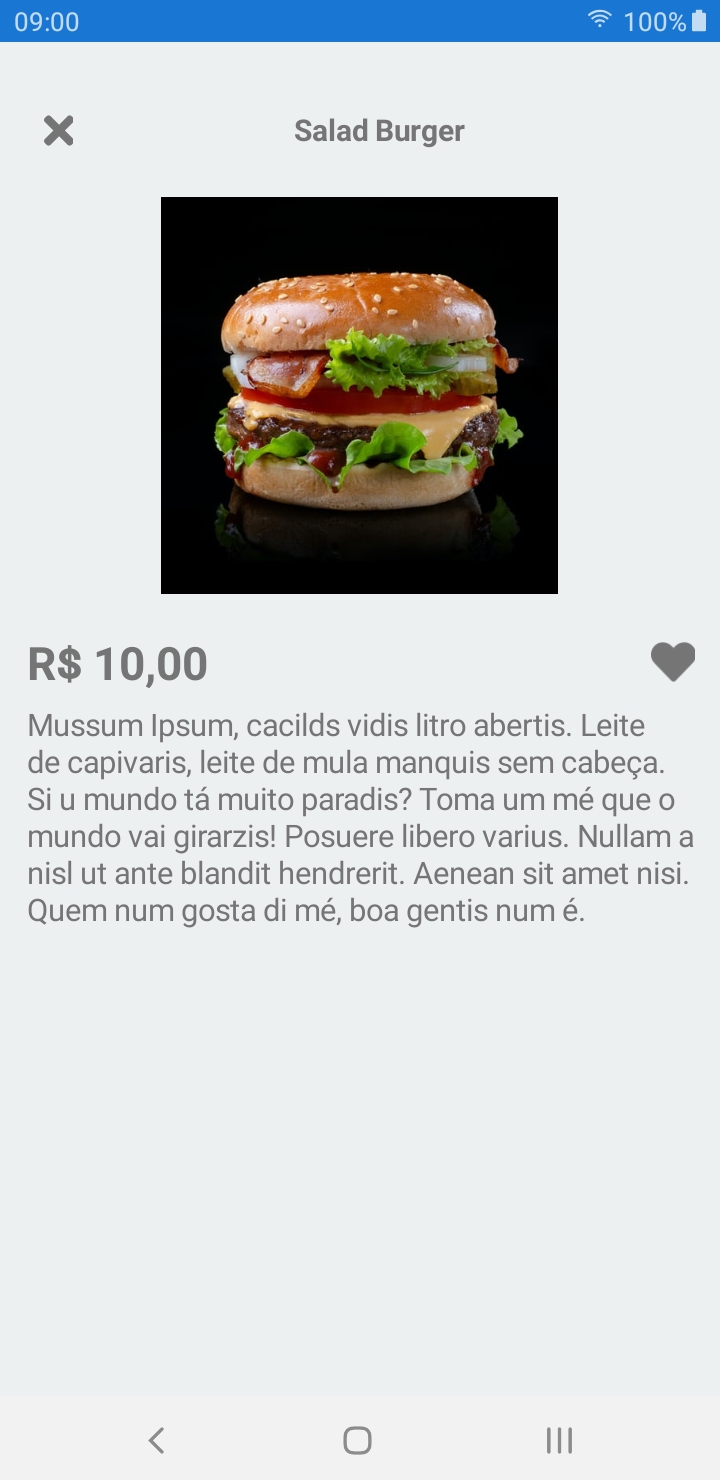 09:00
100%
Salad Burger
R$ 10,00
Mussum Ipsum, cacilds vidis litro abertis. Leite
de capivaris, leite de mula manquis sem cabeça.
Si u mundo tá muito paradis? Toma um mé que o
mundo vai girarzis! Posuere libero varius. Nullam a
nisl ut ante blandit hendrerit. Aenean sit amet nisi.
Quem num gosta di mé, boa gentis num é.